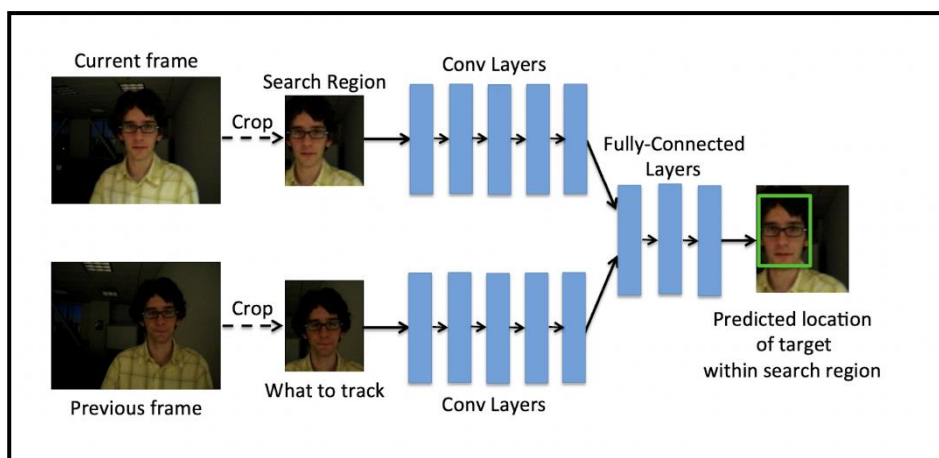 Current frame
Search Region
Conv Layers
Crop
Fully-Connected
Layers
Crop
Previous frame
What to track
Conv Layers
Predicted location
of target
within search region